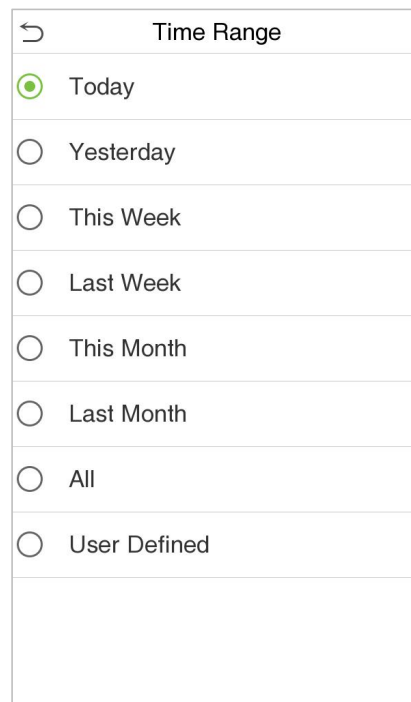 Time Range
Today
Yesterday
This Week
Last Week
This Month
Last Month
All
User Defined